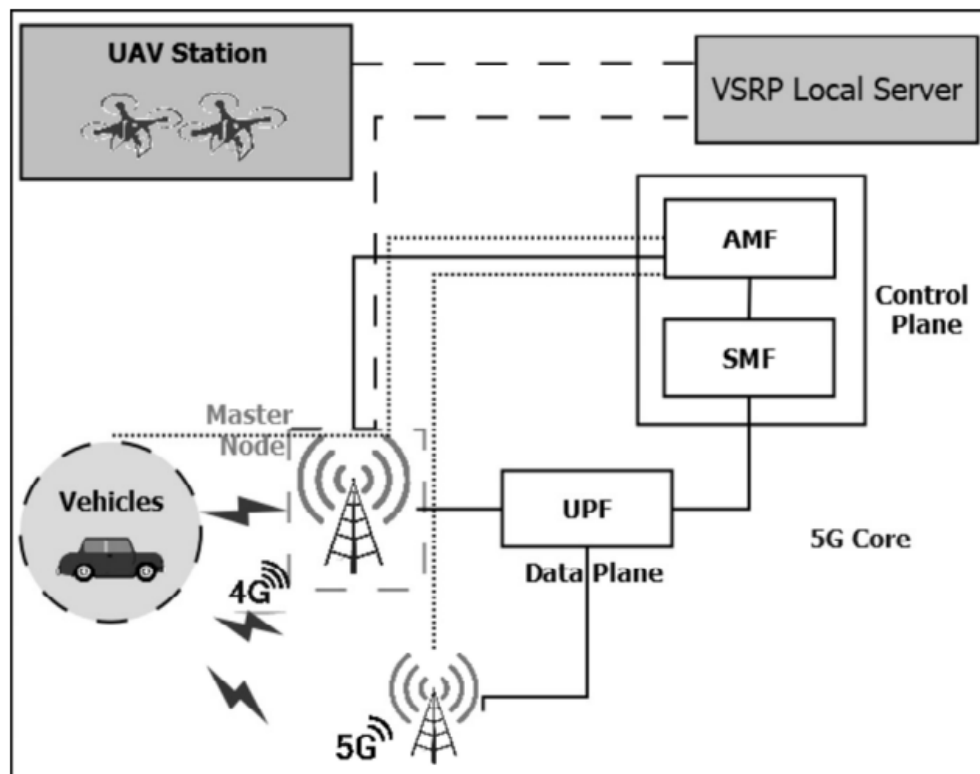 UAV Station
VSRP Local Server
AMF
Control
Plane
SMF
Master
Node
Vehicles
UPF
5G Core
Data Plane
4G
5G